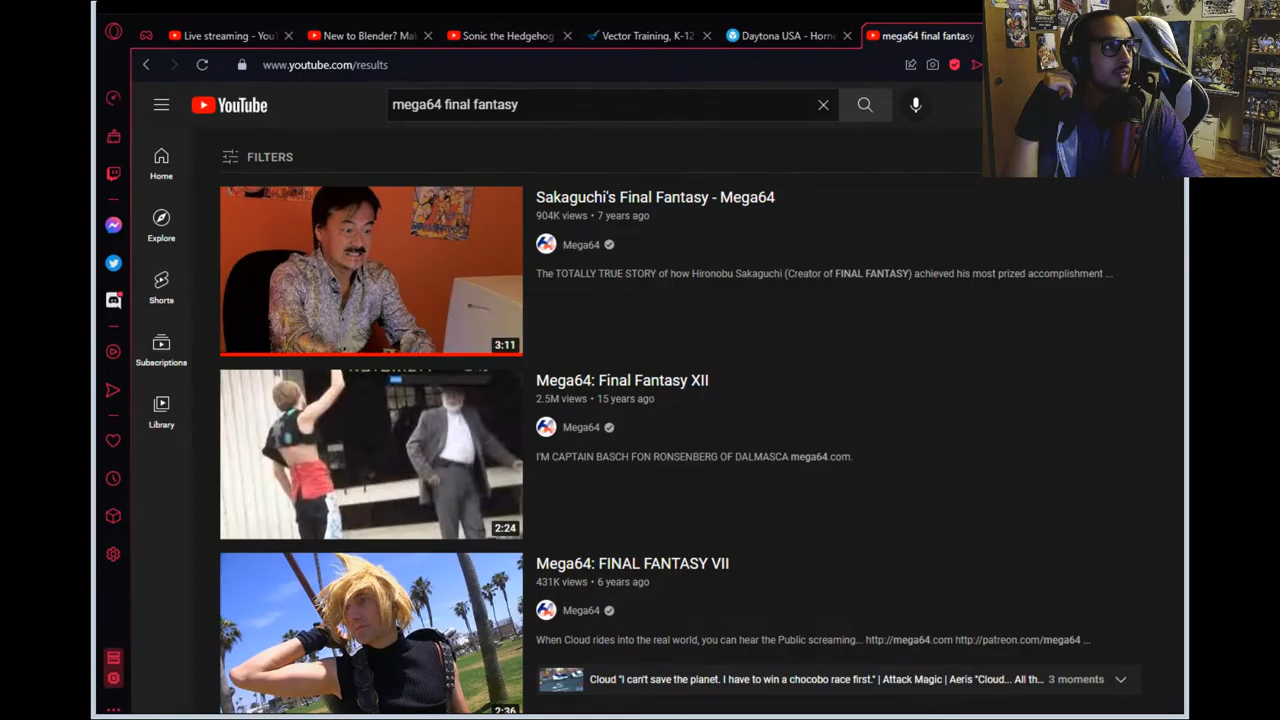 Live streaming - YouT
New to Blender? Ma
Sonic the Hedgehog
Vector Training, K-12
Daytona USA - Home
mega64 final fantasy
www.youtube.com/results
YouTube
mega64 final fantasy
FILTERS
Home
Explore
Shorts
Subscriptions
Library
Sakaguchi's Final Fantasy - Mega64
904K views • 7 years ago
Mega64
The TOTALLY TRUE STORY of how Hironobu Sakaguchi (Creator of FINAL FANTASY) achieved his most prized accomplishment ...
3:11
Mega64: Final Fantasy XII
2.5M views • 15 years ago
Mega64
I'M CAPTAIN BASCH FON RONSENBERG OF DALMASCA mega64.com.
2:24
Mega64: FINAL FANTASY VII
431K views • 6 years ago
Mega64
When Cloud rides into the real world, you can hear the Public screaming... http://mega64.com http://patreon.com/mega64 ...
Cloud "I can't save the planet. I have to win a chocobo race first." | Attack Magic | Aeris "Cloud... All th... 3 moments
2:36